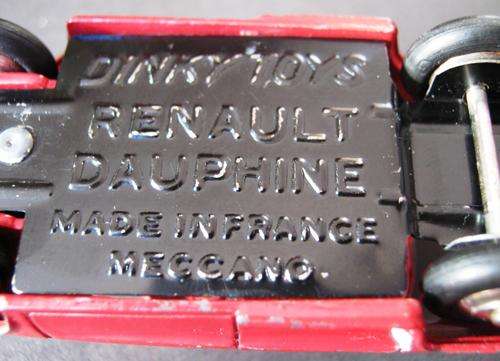 DINKY TOYS
RENAULT
DAUPHINE
MADE IN FRANCE
MECCANO.